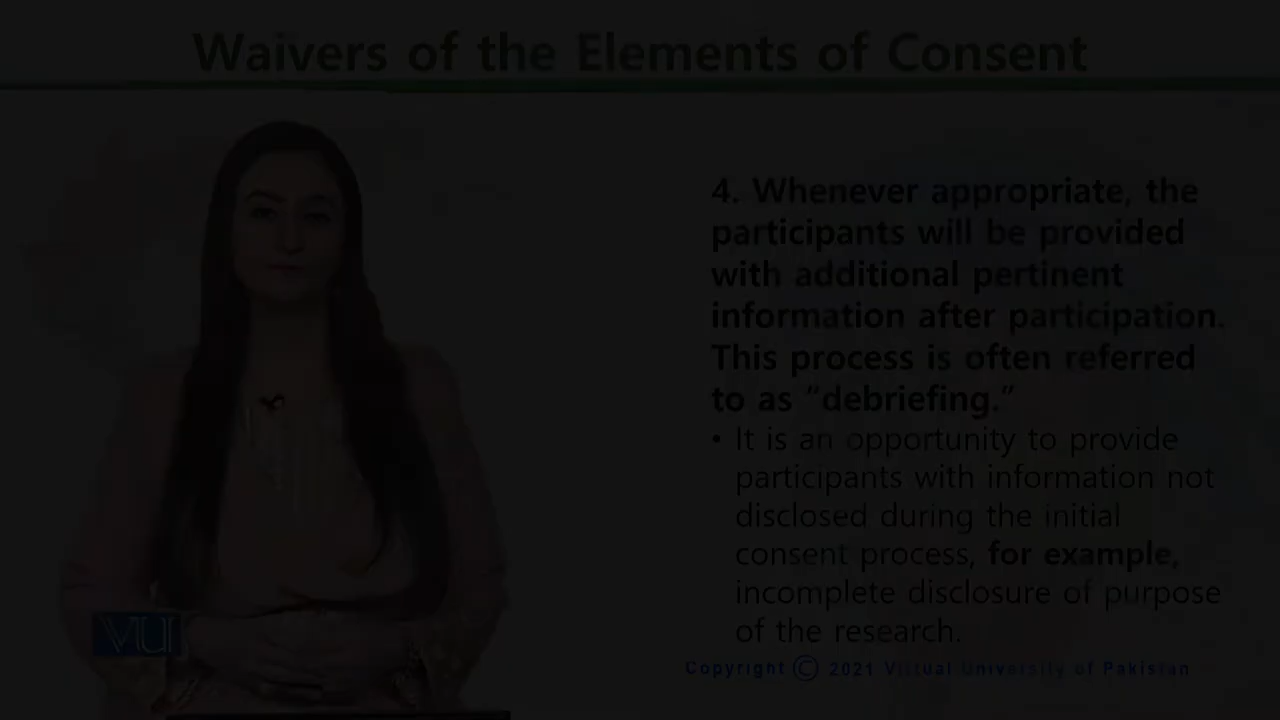 Waivers of the Elements of Consent
4. Whenever appropriate, the
participants will be provided
with additional pertinent
information after participation.
This process is often referred
to as “debriefing.”
• It is an opportunity to provide
participants with information not
disclosed during the initial
consent process, for example,
incomplete disclosure of purpose
of the research.
VU
Copyright © 2021 Virtual University of Pakistan